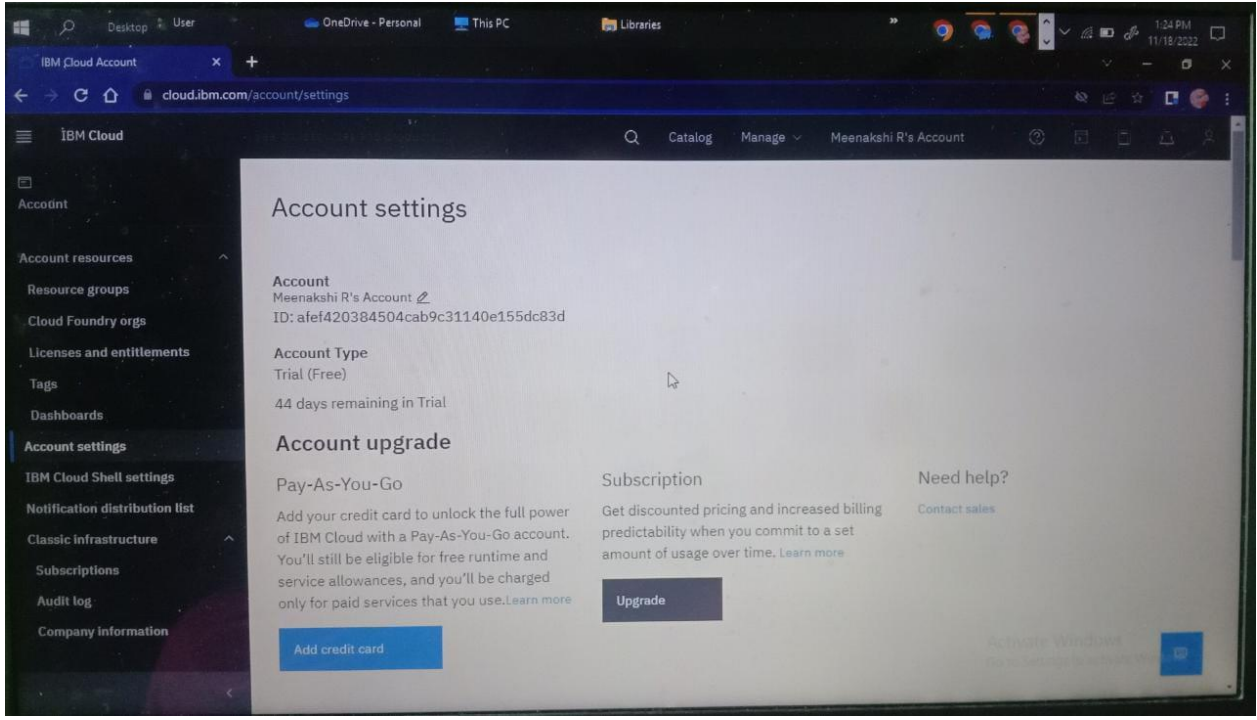 Desktop
User
OneDrive - Personal
This PC
Libraries
»
1:24 PM
11/18/2022
IBM Cloud Account
cloud.ibm.com/account/settings
IBM Cloud
Catalog
Manage
Meenakshi R's Account
Account
Account resources
Resource groups
Cloud Foundry orgs
Licenses and entitlements
Tags
Dashboards
Account settings
IBM Cloud Shell settings
Notification distribution list
Classic infrastructure
Subscriptions
Audit log
Company information
Account settings
Account
Meenakshi R's Account
ID: afef420384504cab9c31140e155dc83d
Account Type
Trial (Free)
44 days remaining in Trial
Account upgrade
Pay-As-You-Go
Add your credit card to unlock the full power
of IBM Cloud with a Pay-As-You-Go account.
You'll still be eligible for free runtime and
service allowances, and you'll be charged
only for paid services that you use.Learn more
Add credit card
Subscription
Get discounted pricing and increased billing
predictability when you commit to a set
amount of usage over time. Learn more
Upgrade
Need help?
Contact sales
Activate Windows